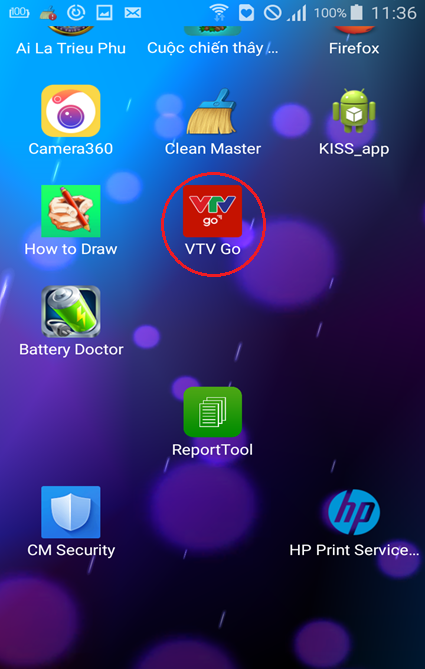 100%
11:36
Ai La Trieu Phu
Cuộc chiến thây ...
Firefox
Camera360
Clean Master
KISS_app
How to Draw
VTV
go
VTV Go
Battery Doctor
ReportTool
CM Security
hp
HP Print Service...